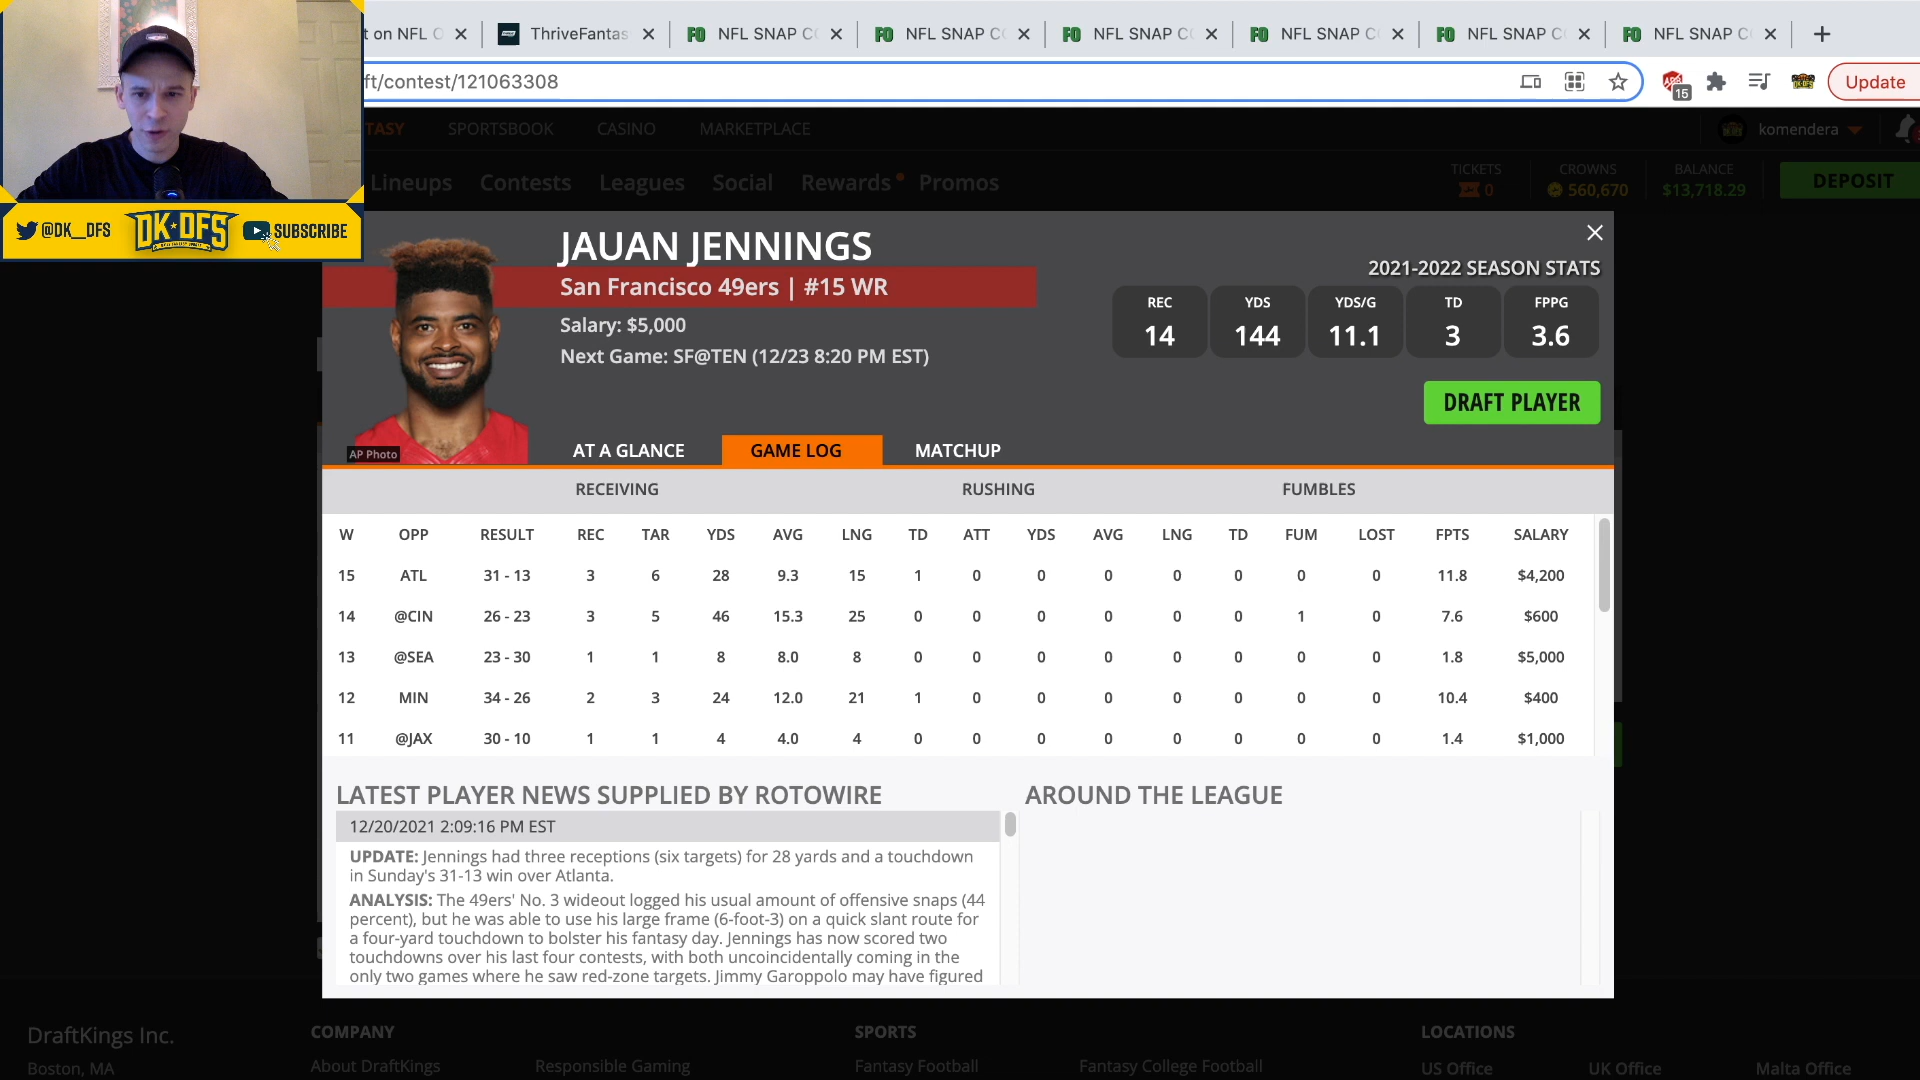 t on NFL
ThriveFantas
NFL SNAP
NFL SNAP
NFL SNAP
NFL SNAP
NFL SNAP
NFL SNAP
ft/contest/121063308
15
Update
TASY
SPORTSBOOK
CASINO
MARKETPLACE
komendera
Lineups
Contests
Leagues
Social
Rewards
Promos
TICKETS
0
CROWNS
560,670
BALANCE
$13,718.29
DEPOSIT
@DK__DFS
DK DFS
SUBSCRIBE
JAUAN JENNINGS
San Francisco 49ers | #15 WR
Salary: $5,000
Next Game: SF@TEN (12/23 8:20 PM EST)
2021-2022 SEASON STATS
REC YDS YDS/G TD FPPG
14 144 11.1 3 3.6
DRAFT PLAYER
AP Photo
AT A GLANCE GAME LOG MATCHUP
RECEIVING RUSHING FUMBLES
W OPP RESULT REC TAR YDS AVG LNG TD ATT YDS AVG LNG TD FUM LOST FPTS SALARY
15 ATL 31 - 13 3 6 28 9.3 15 1 0 0 0 0 0 0 0 11.8 $4,200
14 @CIN 26 - 23 3 5 46 15.3 25 0 0 0 0 0 0 1 0 7.6 $600
13 @SEA 23 - 30 1 1 8 8.0 8 0 0 0 0 0 0 0 0 1.8 $5,000
12 MIN 34 - 26 2 3 24 12.0 21 1 0 0 0 0 0 0 0 10.4 $400
11 @JAX 30 - 10 1 1 4 4.0 4 0 0 0 0 0 0 0 0 1.4 $1,000
LATEST PLAYER NEWS SUPPLIED BY ROTOWIRE
12/20/2021 2:09:16 PM EST
UPDATE: Jennings had three receptions (six targets) for 28 yards and a touchdown
in Sunday's 31-13 win over Atlanta.
ANALYSIS: The 49ers' No. 3 wideout logged his usual amount of offensive snaps (44
percent), but he was able to use his large frame (6-foot-3) on a quick slant route for
a four-yard touchdown to bolster his fantasy day. Jennings has now scored two
touchdowns over his last four contests, with both uncoincidentally coming in the
only two games where he saw red-zone targets. Jimmy Garoppolo may have figured
AROUND THE LEAGUE
DraftKings Inc.
Boston, MA
COMPANY
About DraftKings
Responsible Gaming
SPORTS
Fantasy Football
Fantasy College Football
LOCATIONS
US Office
UK Office
Malta Office